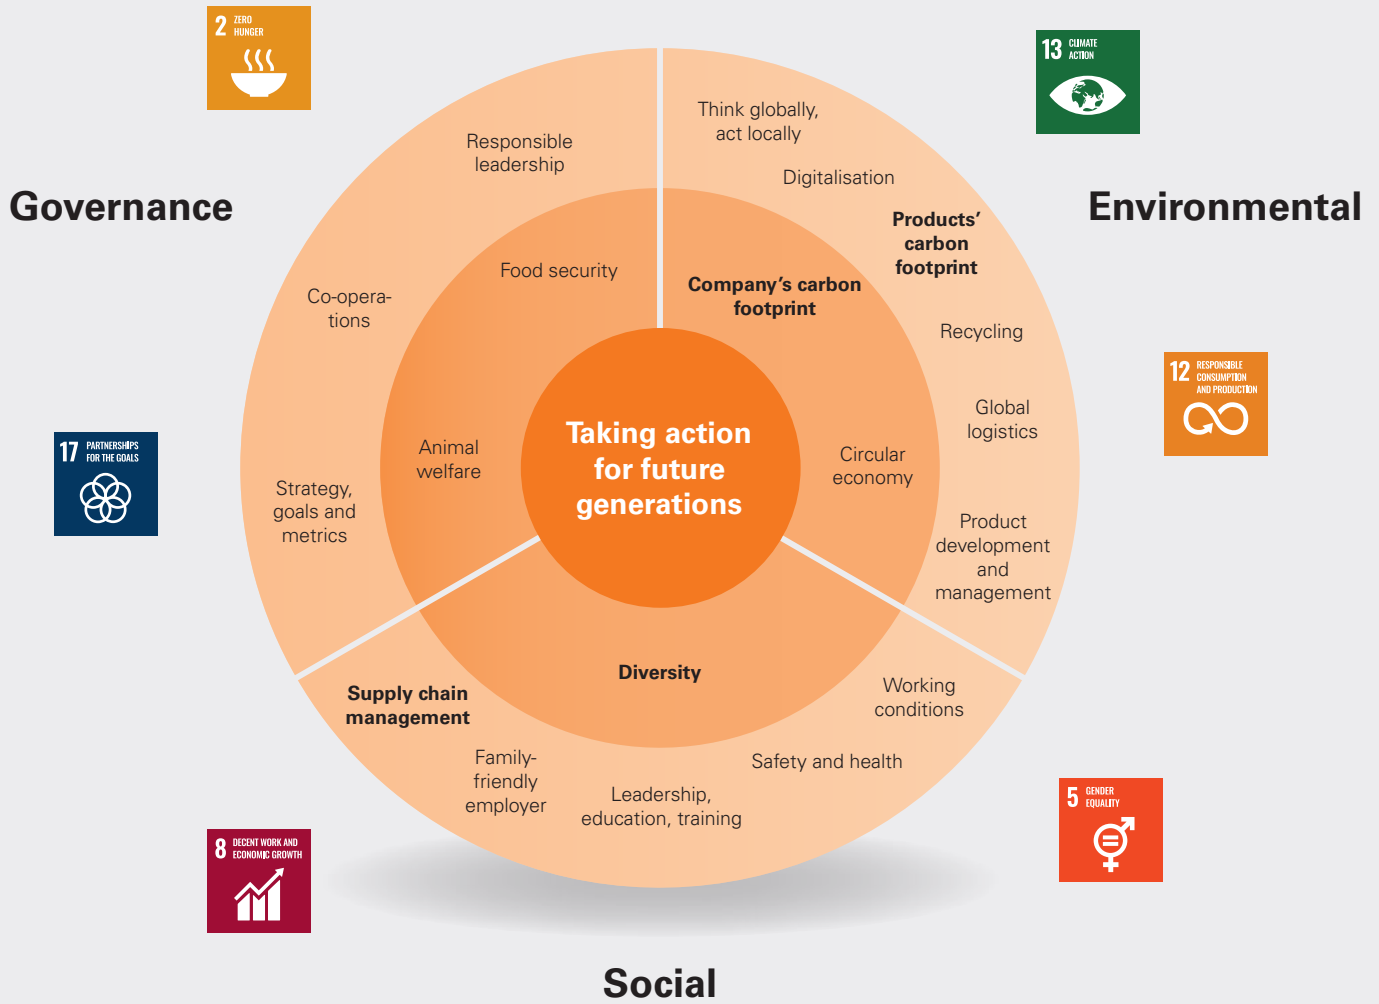 2 ZERO
HUNGER
13 CLIMATE
ACTION
Governance
Environmental
Responsible
leadership
Think globally,
act locally
Digitalisation
Products’
carbon
footprint
Food security
Company’s carbon
footprint
Co-opera-
tions
Recycling
12 RESPONSIBLE
CONSUMPTION
AND PRODUCTION
Global
logistics
17 PARTNERSHIPS
FOR THE GOALS
Animal
welfare
Taking action
for future
generations
Circular
economy
Strategy,
goals and
metrics
Product
development
and
management
Diversity
Supply chain
management
Working
conditions
Family-
friendly
employer
Leadership,
education, training
Safety and health
8 DECENT WORK AND
ECONOMIC GROWTH
5 GENDER
EQUALITY
Social